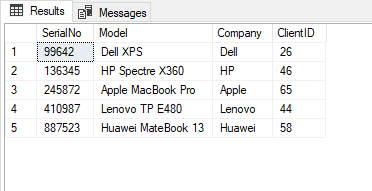 Results Messages
SerialNo Model Company ClientID
1 99642 Dell XPS Dell 26
2 136345 HP Spectre X360 HP 46
3 245872 Apple MacBook Pro Apple 65
4 410987 Lenovo TP E480 Lenovo 44
5 887523 Huawei MateBook 13 Huawei 58